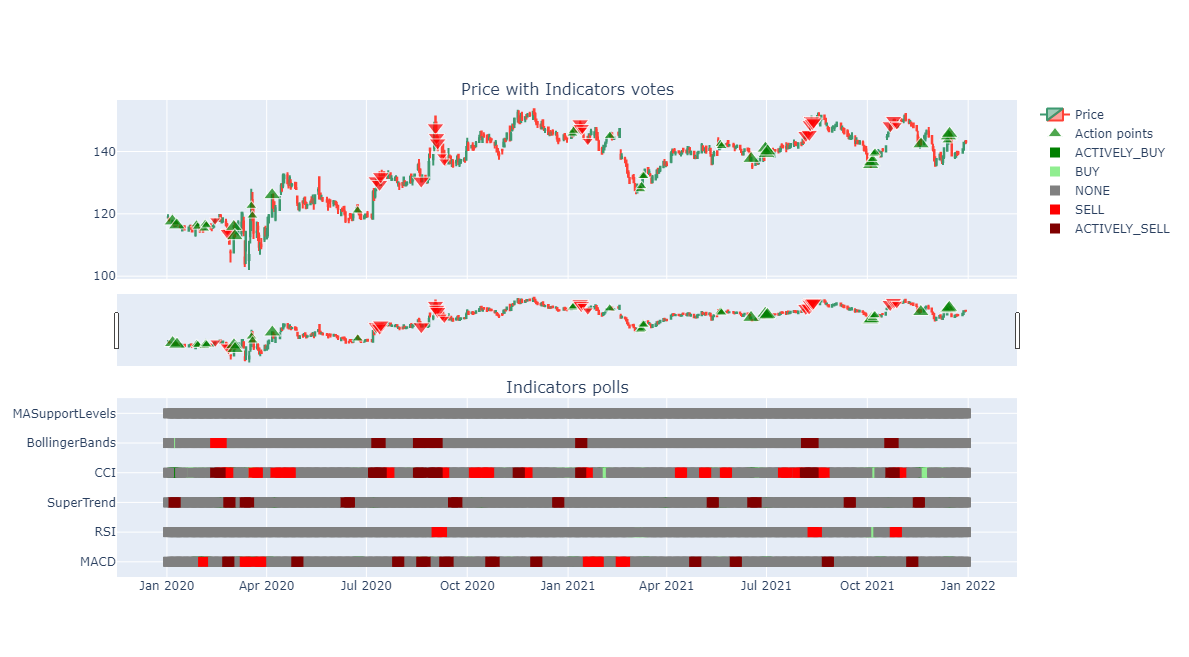 Price with Indicators votes
140
120
100
Price
Action points
ACTIVELY_BUY
BUY
NONE
SELL
ACTIVELY_SELL
Indicators polls
MASupportLevels
BollingerBands
CCI
SuperTrend
RSI
MACD
Jan 2020 Apr 2020 Jul 2020 Oct 2020 Jan 2021 Apr 2021 Jul 2021 Oct 2021 Jan 2022